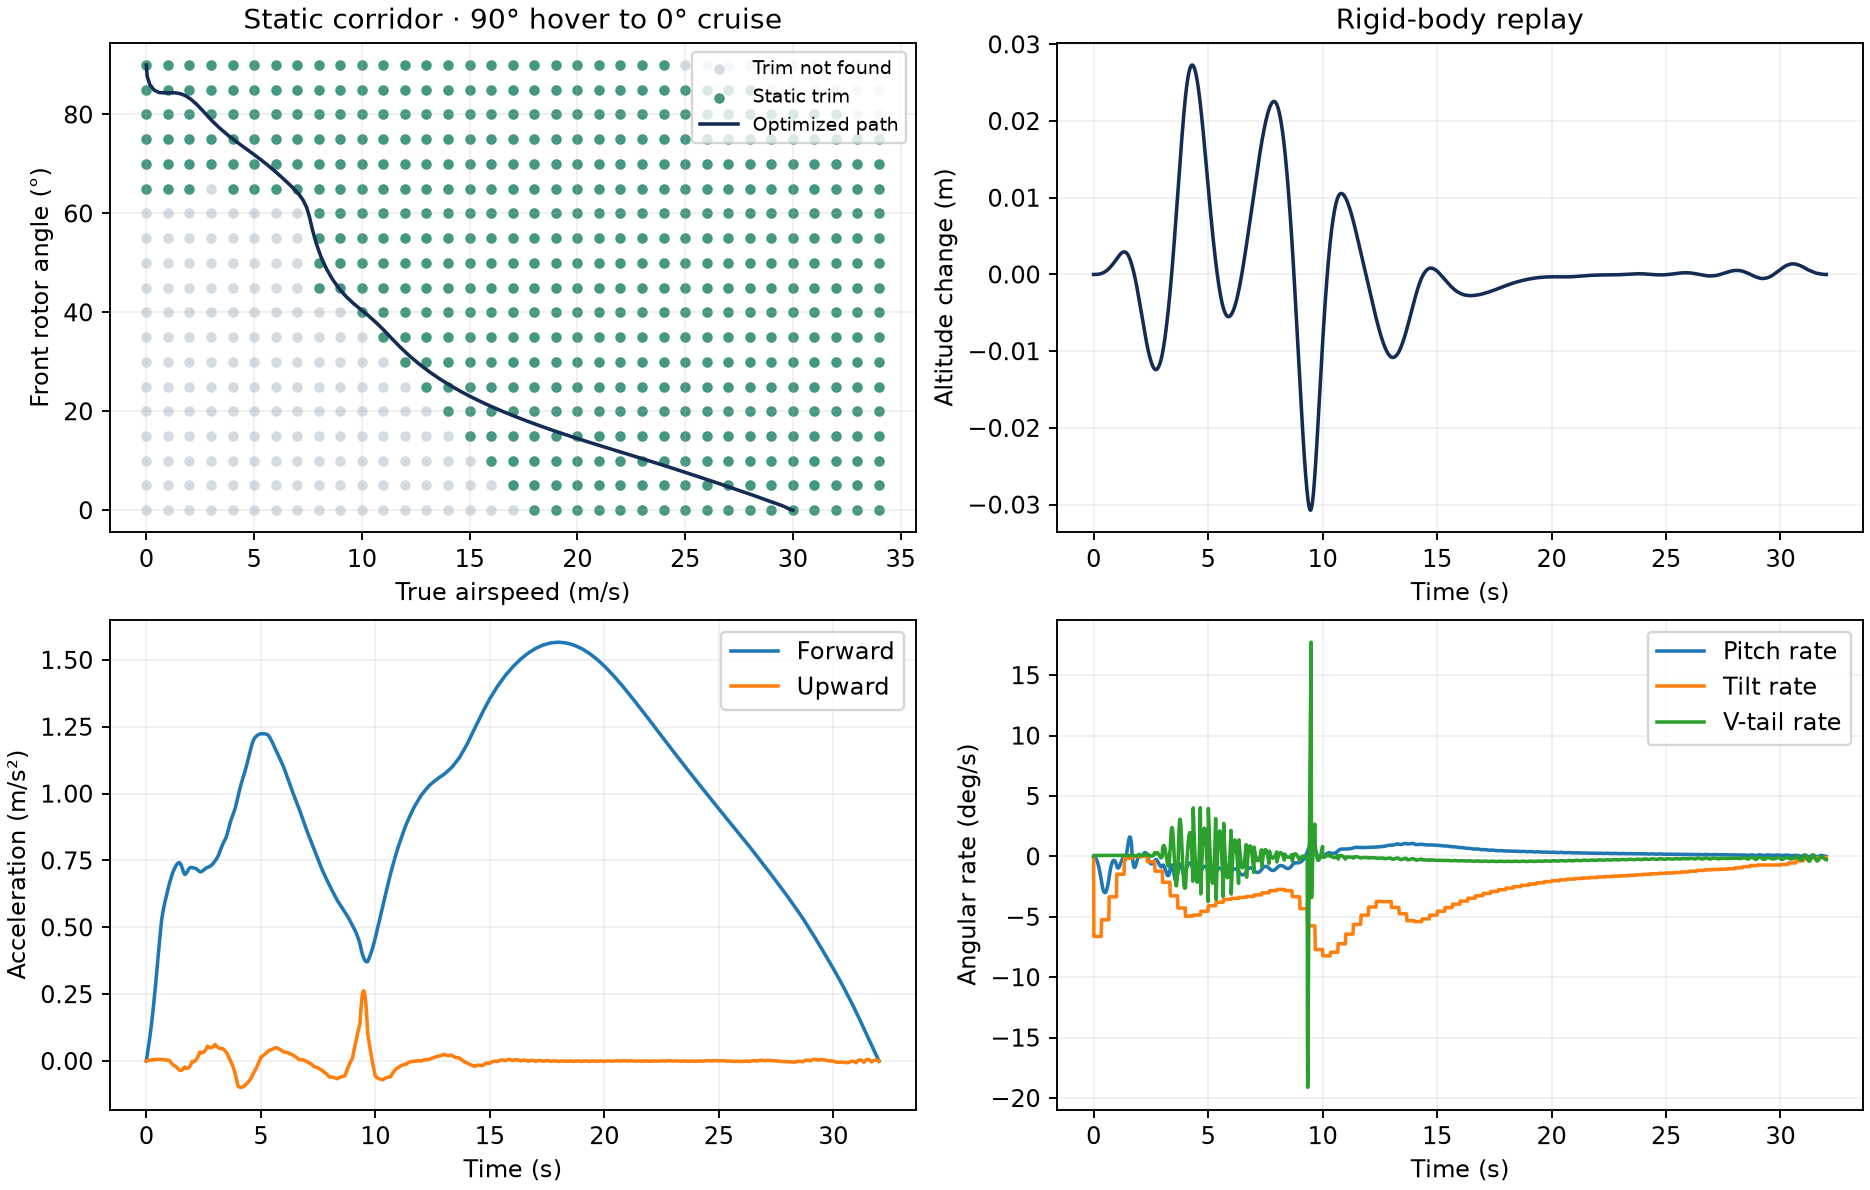 Static corridor · 90° hover to 0° cruise
Trim not found
Static trim
Optimized path
Front rotor angle (°)
80
60
40
20
0
0 5 10 15 20 25 30 35
True airspeed (m/s)
Rigid-body replay
Altitude change (m)
0.03
0.02
0.01
0.00
−0.01
−0.02
−0.03
0 5 10 15 20 25 30
Time (s)
Forward
Upward
Acceleration (m/s²)
1.50
1.25
1.00
0.75
0.50
0.25
0.00
0 5 10 15 20 25 30
Time (s)
Pitch rate
Tilt rate
V-tail rate
Angular rate (deg/s)
15
10
5
0
−5
−10
−15
−20
0 5 10 15 20 25 30
Time (s)